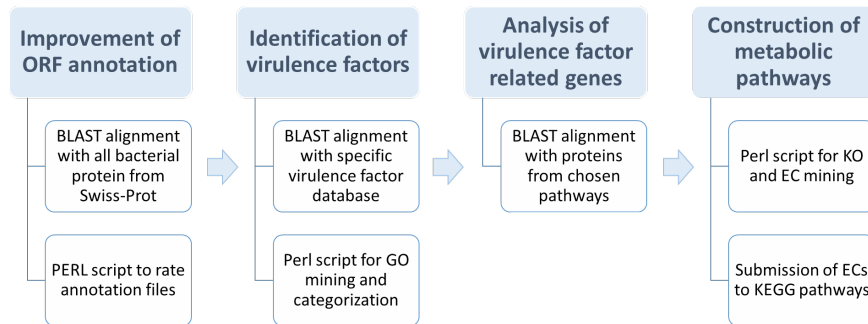 Improvement of
ORF annotation
BLAST alignment
with all bacterial
protein from
Swiss-Prot
PERL script to rate
annotation files
Identification of
virulence factors
BLAST alignment
with specific
virulence factor
database
Perl script for GO
mining and
categorization
Analysis of
virulence factor
related genes
BLAST alignment
with proteins
from chosen
pathways
Construction of
metabolic
pathways
Perl script for KO
and EC mining
Submission of ECs
to KEGG pathways